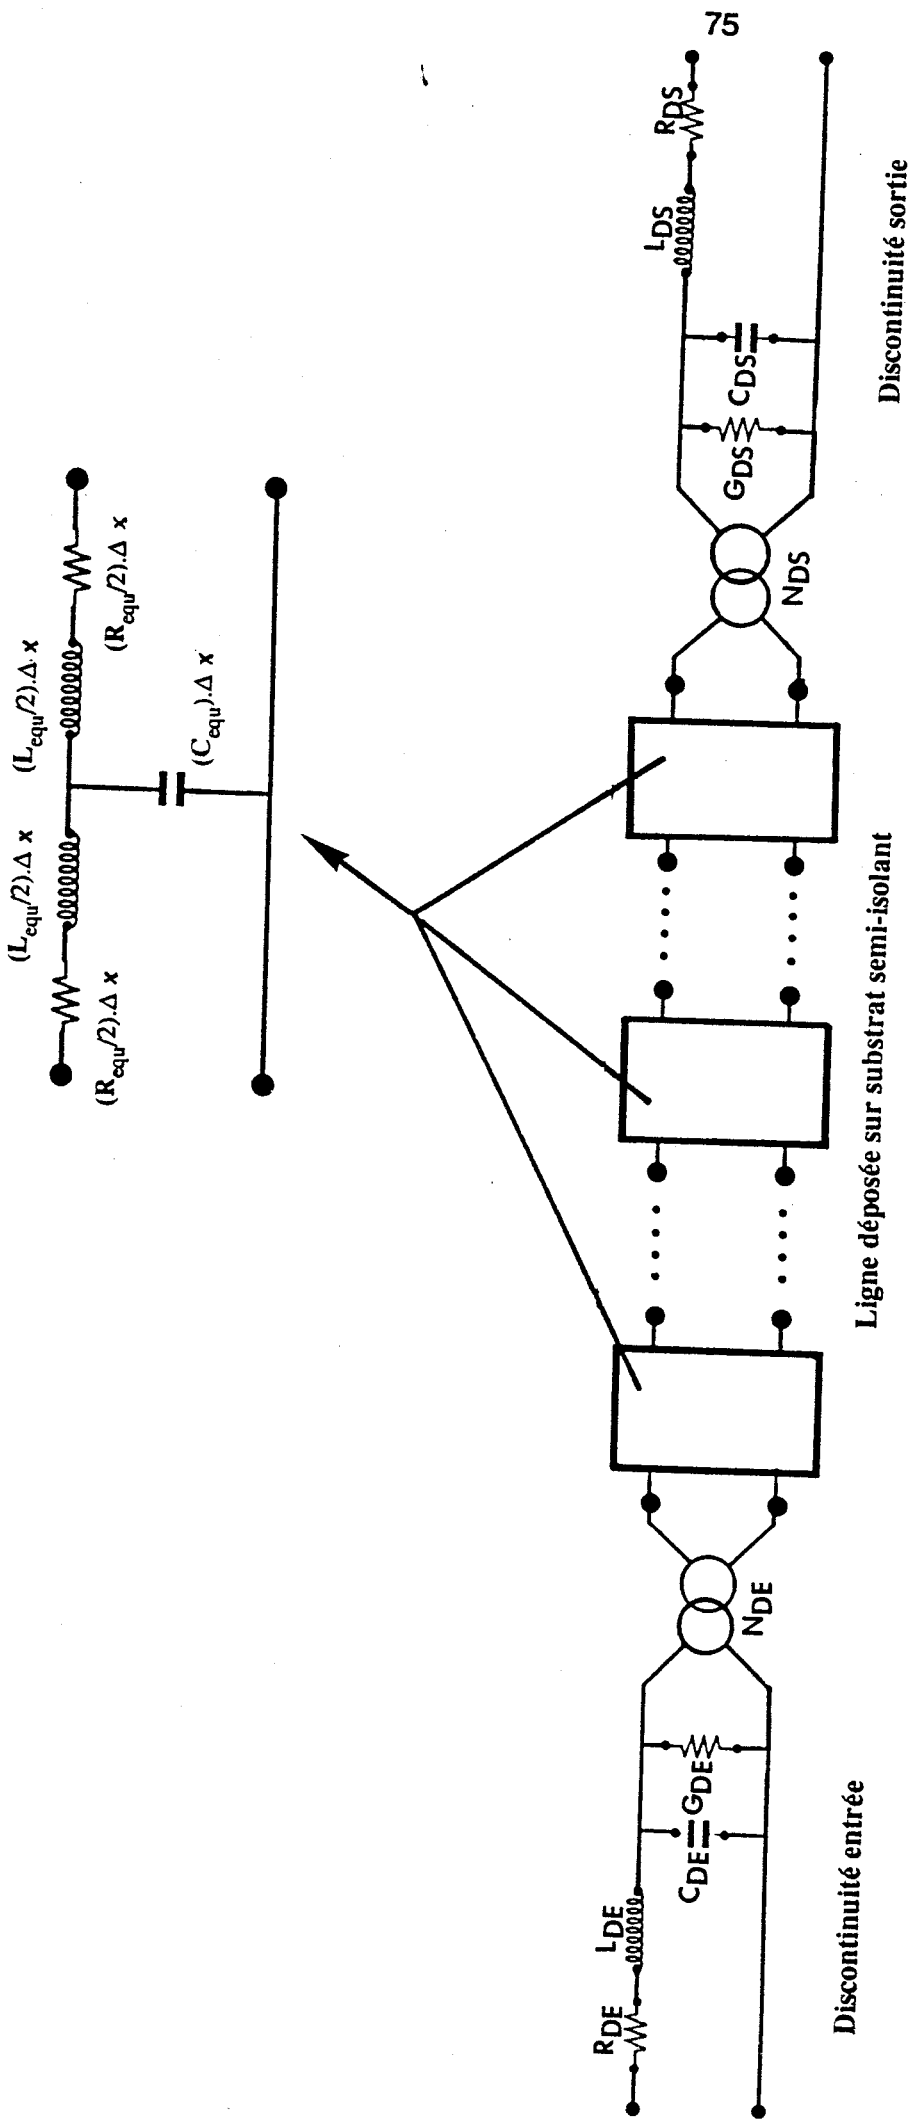 75
(L_equ/2).Δ x
(L_equ/2).Δ x
(R_equ/2).Δ x
(R_equ/2).Δ x
(C_equ).Δ x
R_DE
L_DE
C_DE
G_DE
N_DE
N_DS
G_DS
C_DS
L_DS
R_DS
Discontinuité entrée
Ligne déposée sur substrat semi-isolant
Discontinuité sortie